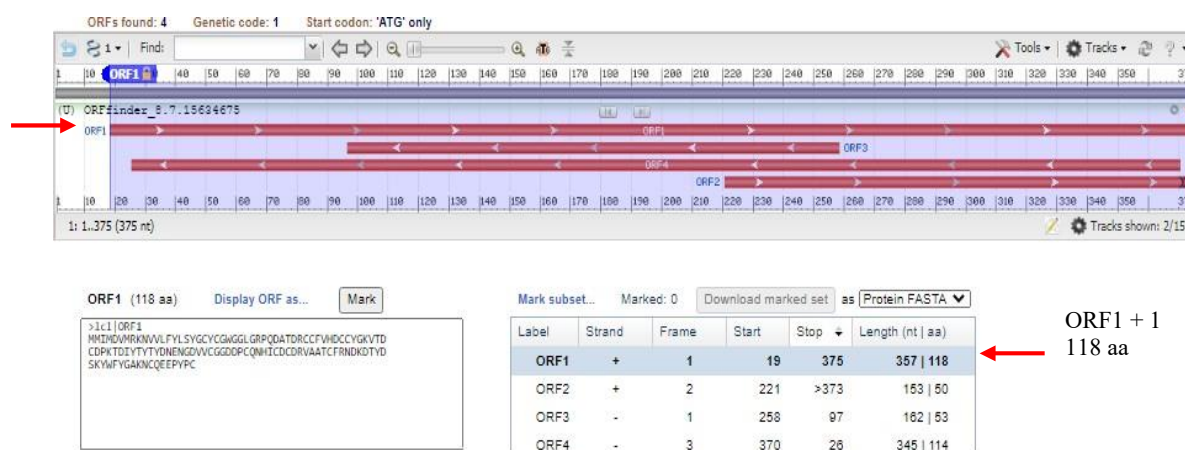 ORFs found: 4 Genetic code: 1 Start codon: 'ATG' only
1 Find: Tools Tracks ?
1 10 ORF1 40 50 60 70 80 90 100 110 120 130 140 150 160 170 180 190 200 210 220 230 240 250 260 270 280 290 300 310 320 330 340 350
(U) ORFfinder_8.7.15634675
ORF1 ORF1
ORF3
ORF4
ORF2
1 10 20 30 40 50 60 70 80 90 100 110 120 130 140 150 160 170 180 190 200 210 220 230 240 250 260 270 280 290 300 310 320 330 340 350
1: 1..375 (375 nt) Tracks shown: 2/15
ORF1 (118 aa) Display ORF as... Mark
>lcl|ORF1
MMIMDVMRKNVVLFYLSYGCYCGWGGLGRPQDATDRCCFVHDCCYGKVTD
CDPKTDIYTYTYDNENGDVVCGGDDPCQNHICDCDRVAATCFRNDKDTYD
SKYWFYGAKNCQEEPYPC
Mark subset... Marked: 0 Download marked set as Protein FASTA
Label Strand Frame Start Stop Length (nt | aa)
ORF1 + 1 19 375 357 | 118
ORF2 + 2 221 >373 153 | 50
ORF3 - 1 258 97 162 | 53
ORF4 - 3 370 26 345 | 114
ORF1 + 1
118 aa